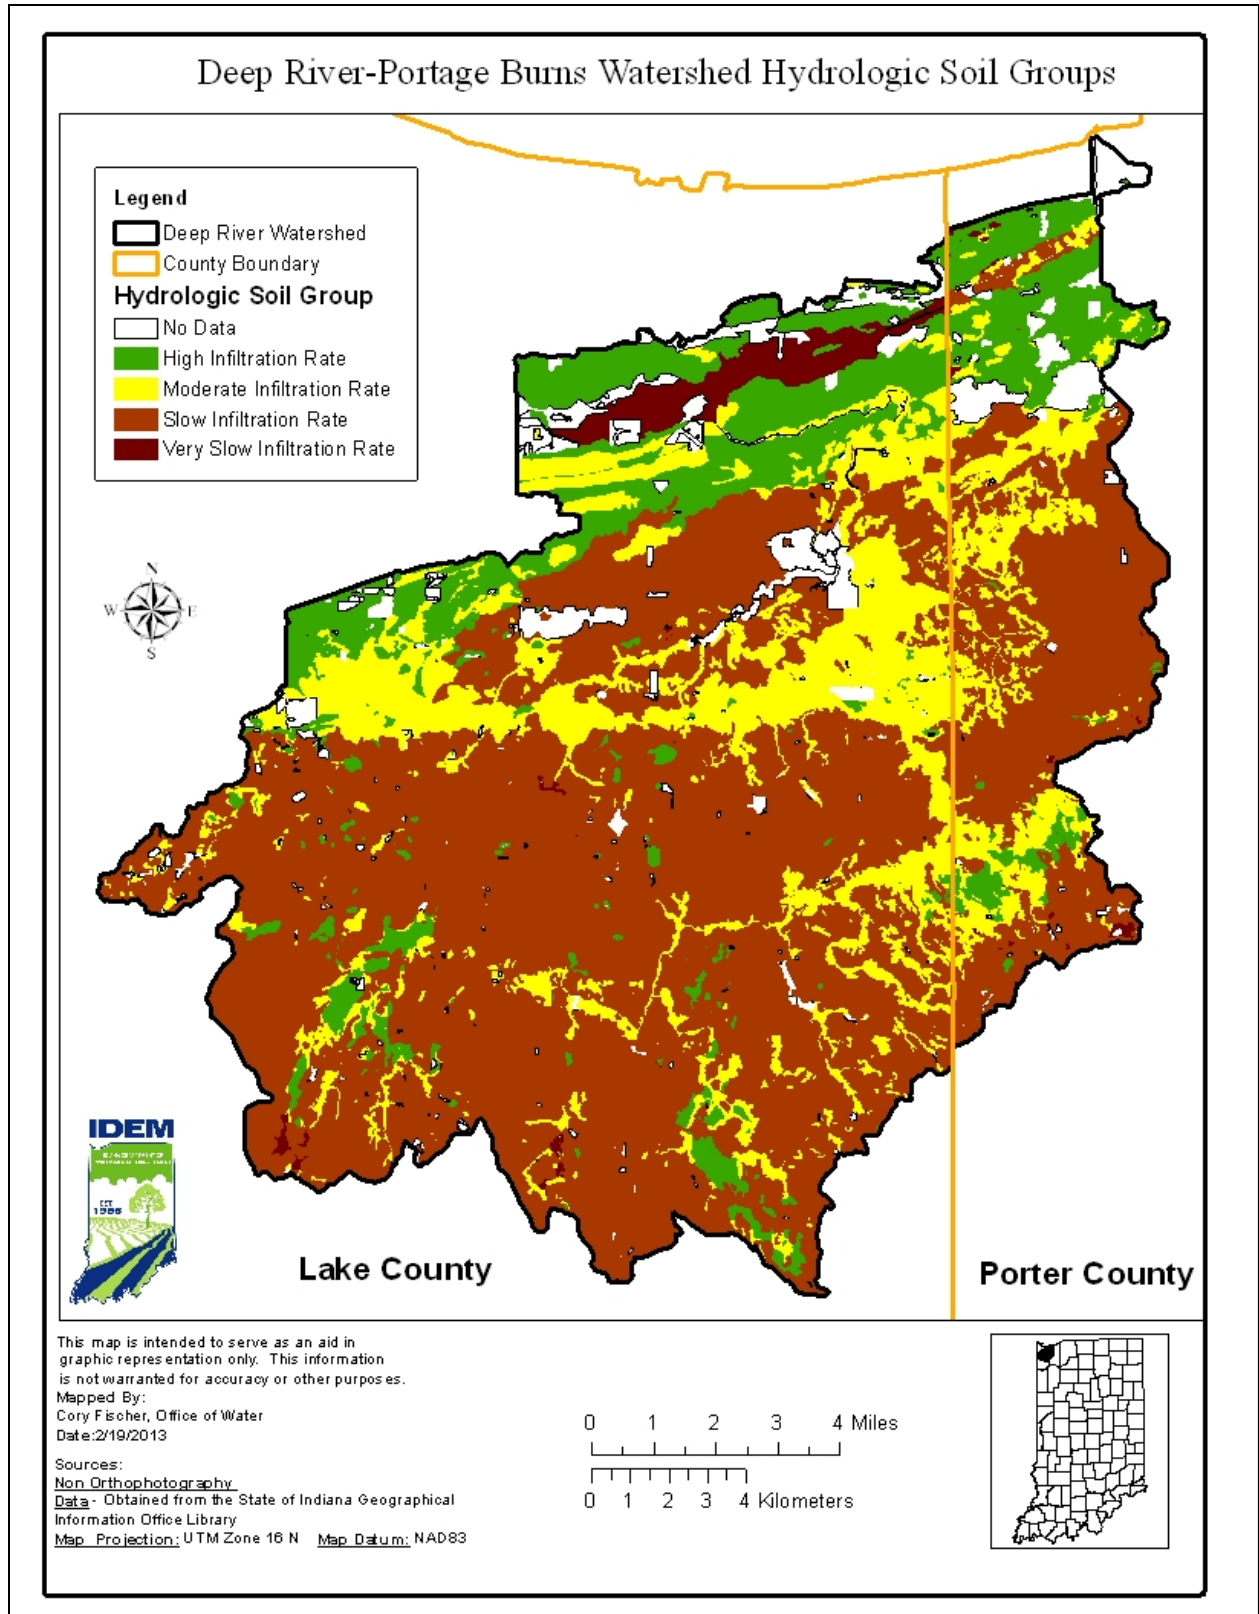 Deep River-Portage Burns Watershed Hydrologic Soil Groups
Legend
Deep River Watershed
County Boundary
Hydrologic Soil Group
No Data
High Infiltration Rate
Moderate Infiltration Rate
Slow Infiltration Rate
Very Slow Infiltration Rate
N
W E
S
IDEM
EST.
1986
Lake County
Porter County
This map is intended to serve as an aid in
graphic representation only. This information
is not warranted for accuracy or other purposes.
Mapped By:
Cory Fischer, Office of Water
Date:2/19/2013
Sources:
Non Orthophotography
Data - Obtained from the State of Indiana Geographical
Information Office Library
Map Projection: UTM Zone 16 N Map Datum: NAD83
0 1 2 3 4 Miles
0 1 2 3 4 Kilometers